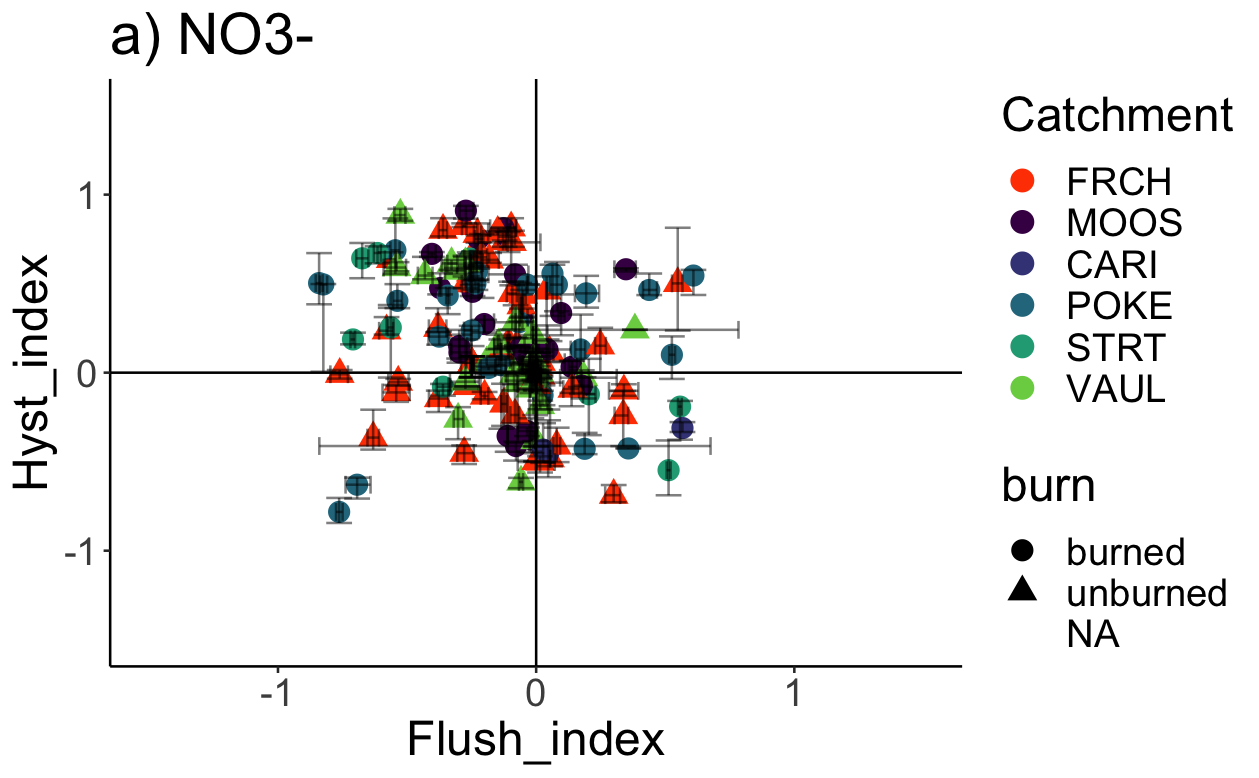 a) NO3-
Hyst_index
1
0
-1
-1
0
1
Flush_index
Catchment
FRCH
MOOS
CARI
POKE
STRT
VAUL
burn
burned
unburned
NA